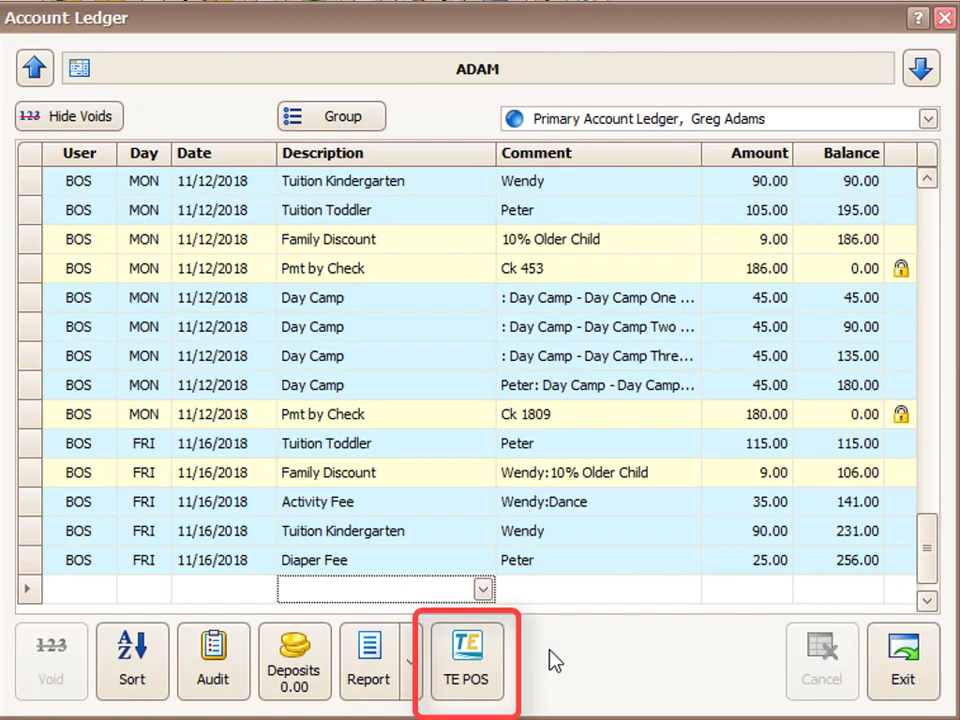 Account Ledger
?
ADAM
123 Hide Voids
Group
Primary Account Ledger, Greg Adams
User Day Date Description Comment Amount Balance
BOS MON 11/12/2018 Tuition Kindergarten Wendy 90.00 90.00
BOS MON 11/12/2018 Tuition Toddler Peter 105.00 195.00
BOS MON 11/12/2018 Family Discount 10% Older Child 9.00 186.00
BOS MON 11/12/2018 Pmt by Check Ck 453 186.00 0.00
BOS MON 11/12/2018 Day Camp : Day Camp - Day Camp One ... 45.00 45.00
BOS MON 11/12/2018 Day Camp : Day Camp - Day Camp Two ... 45.00 90.00
BOS MON 11/12/2018 Day Camp : Day Camp - Day Camp Thre... 45.00 135.00
BOS MON 11/12/2018 Day Camp Peter: Day Camp - Day Camp... 45.00 180.00
BOS MON 11/12/2018 Pmt by Check Ck 1809 180.00 0.00
BOS FRI 11/16/2018 Tuition Toddler Peter 115.00 115.00
BOS FRI 11/16/2018 Family Discount Wendy:10% Older Child 9.00 106.00
BOS FRI 11/16/2018 Activity Fee Wendy:Dance 35.00 141.00
BOS FRI 11/16/2018 Tuition Kindergarten Wendy 90.00 231.00
BOS FRI 11/16/2018 Diaper Fee Peter 25.00 256.00
123
Void
A Z
Sort
Audit
Deposits
0.00
Report
TE
TE POS
Cancel
Exit